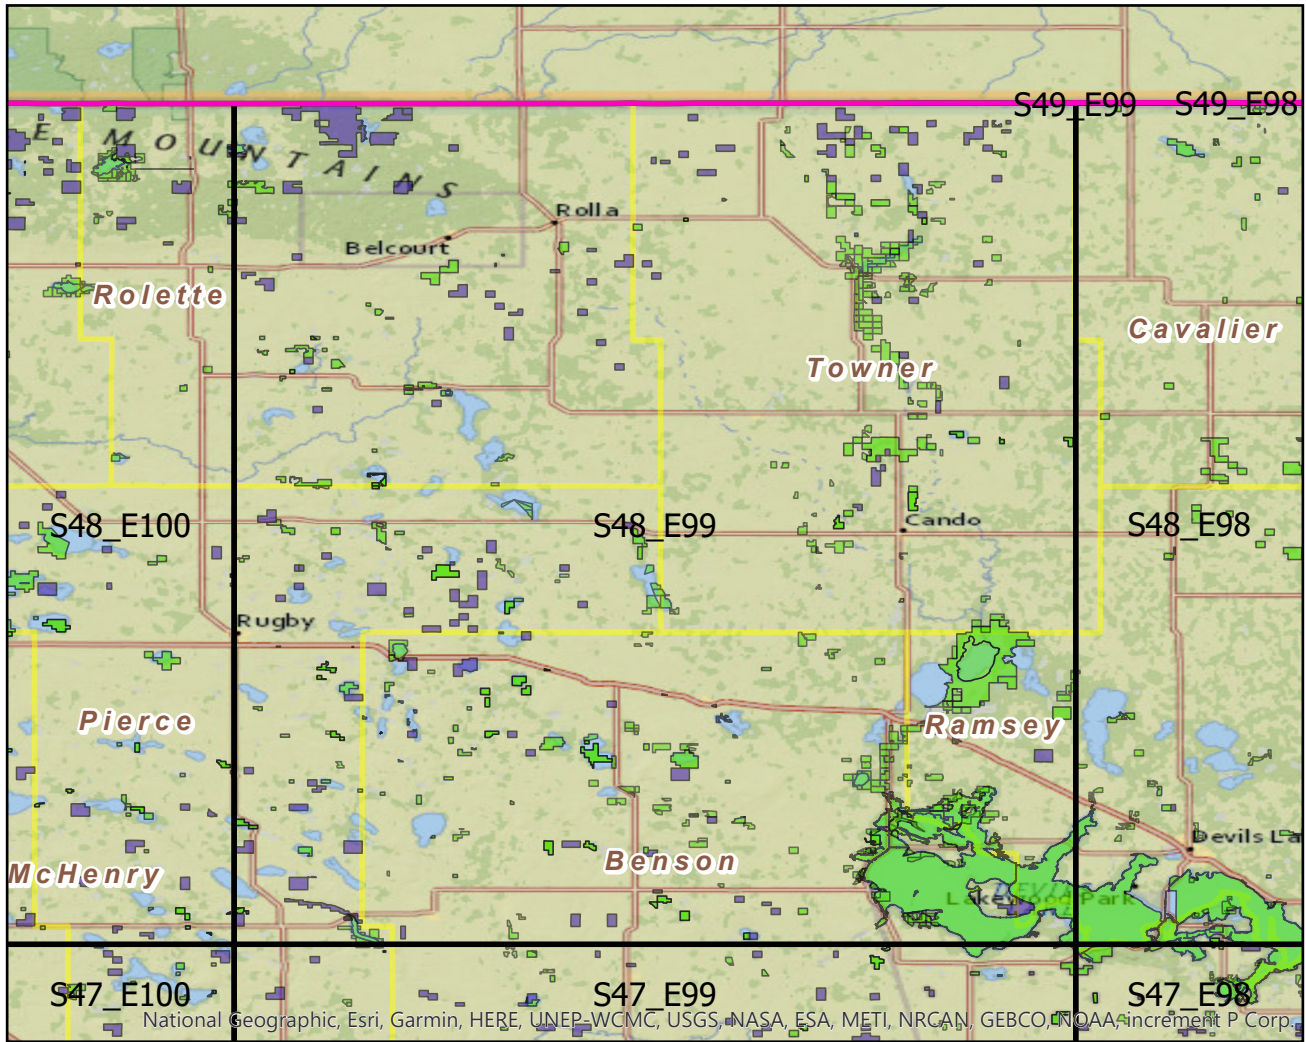 S49_E99 S49_E98
E MOUNTAINS
Rolla
Belcourt
Rolette
Cavalier
Towner
S48_E100 S48_E99 Cando S48_E98
Rugby
Pierce Ramsey
Devils La
McHenry Benson
Lakewood Park
S47_E100 S47_E99 S47_E98
National Geographic, Esri, Garmin, HERE, UNEP-WCMC, USGS, NASA, ESA, METI, NRCAN, GEBCO, NOAA, increment P Corp.